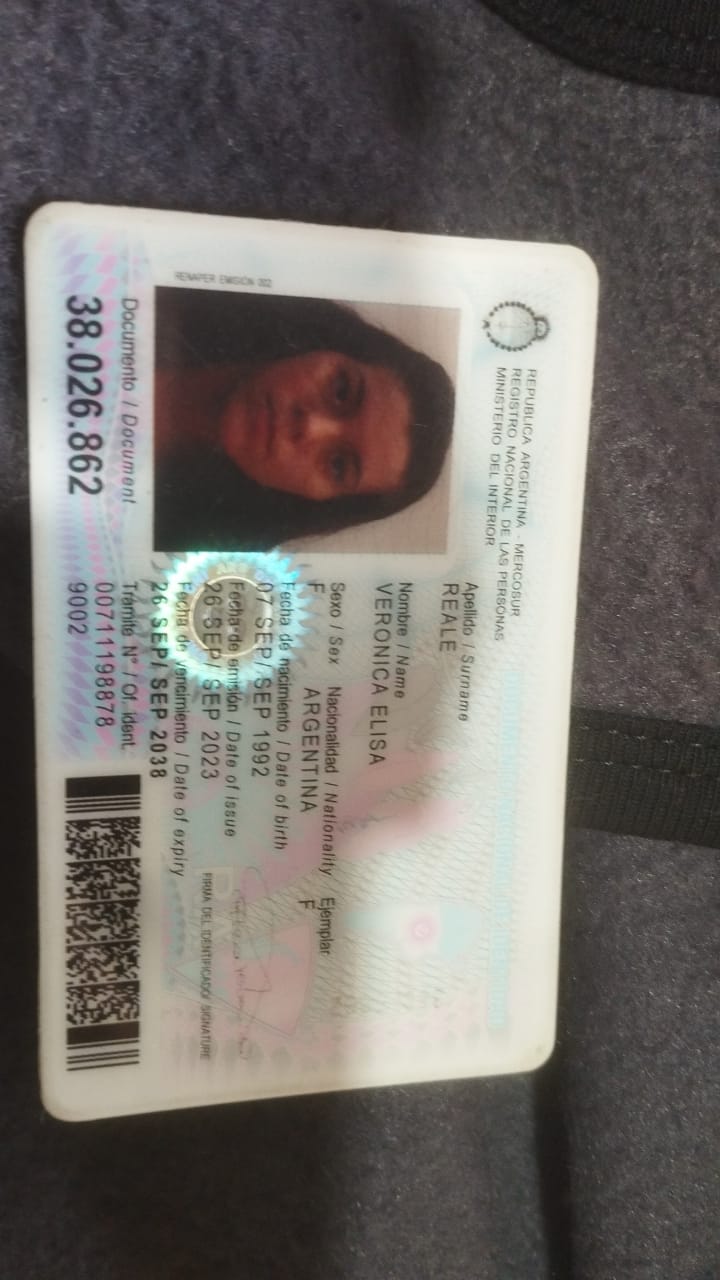 REPUBLICA ARGENTINA - MERCOSUR
REGISTRO NACIONAL DE LAS PERSONAS
MINISTERIO DEL INTERIOR
RENAPER EMISION 002
Apellido / Surname
REALE
Nombre / Name
VERONICA ELISA
Sexo / Sex Nacionalidad / Nationality Ejemplar
F ARGENTINA F
Fecha de nacimiento / Date of birth
07 SEP/ SEP 1992
Fecha de emisión / Date of issue
26 SEP/ SEP 2023
Fecha de vencimiento / Date of expiry
26 SEP/ SEP 2038
FIRMA DEL IDENTIFICADO/ SIGNATURE
Documento / Document
38.026.862
Trámite N° / Of. ident.
00711198878
9002